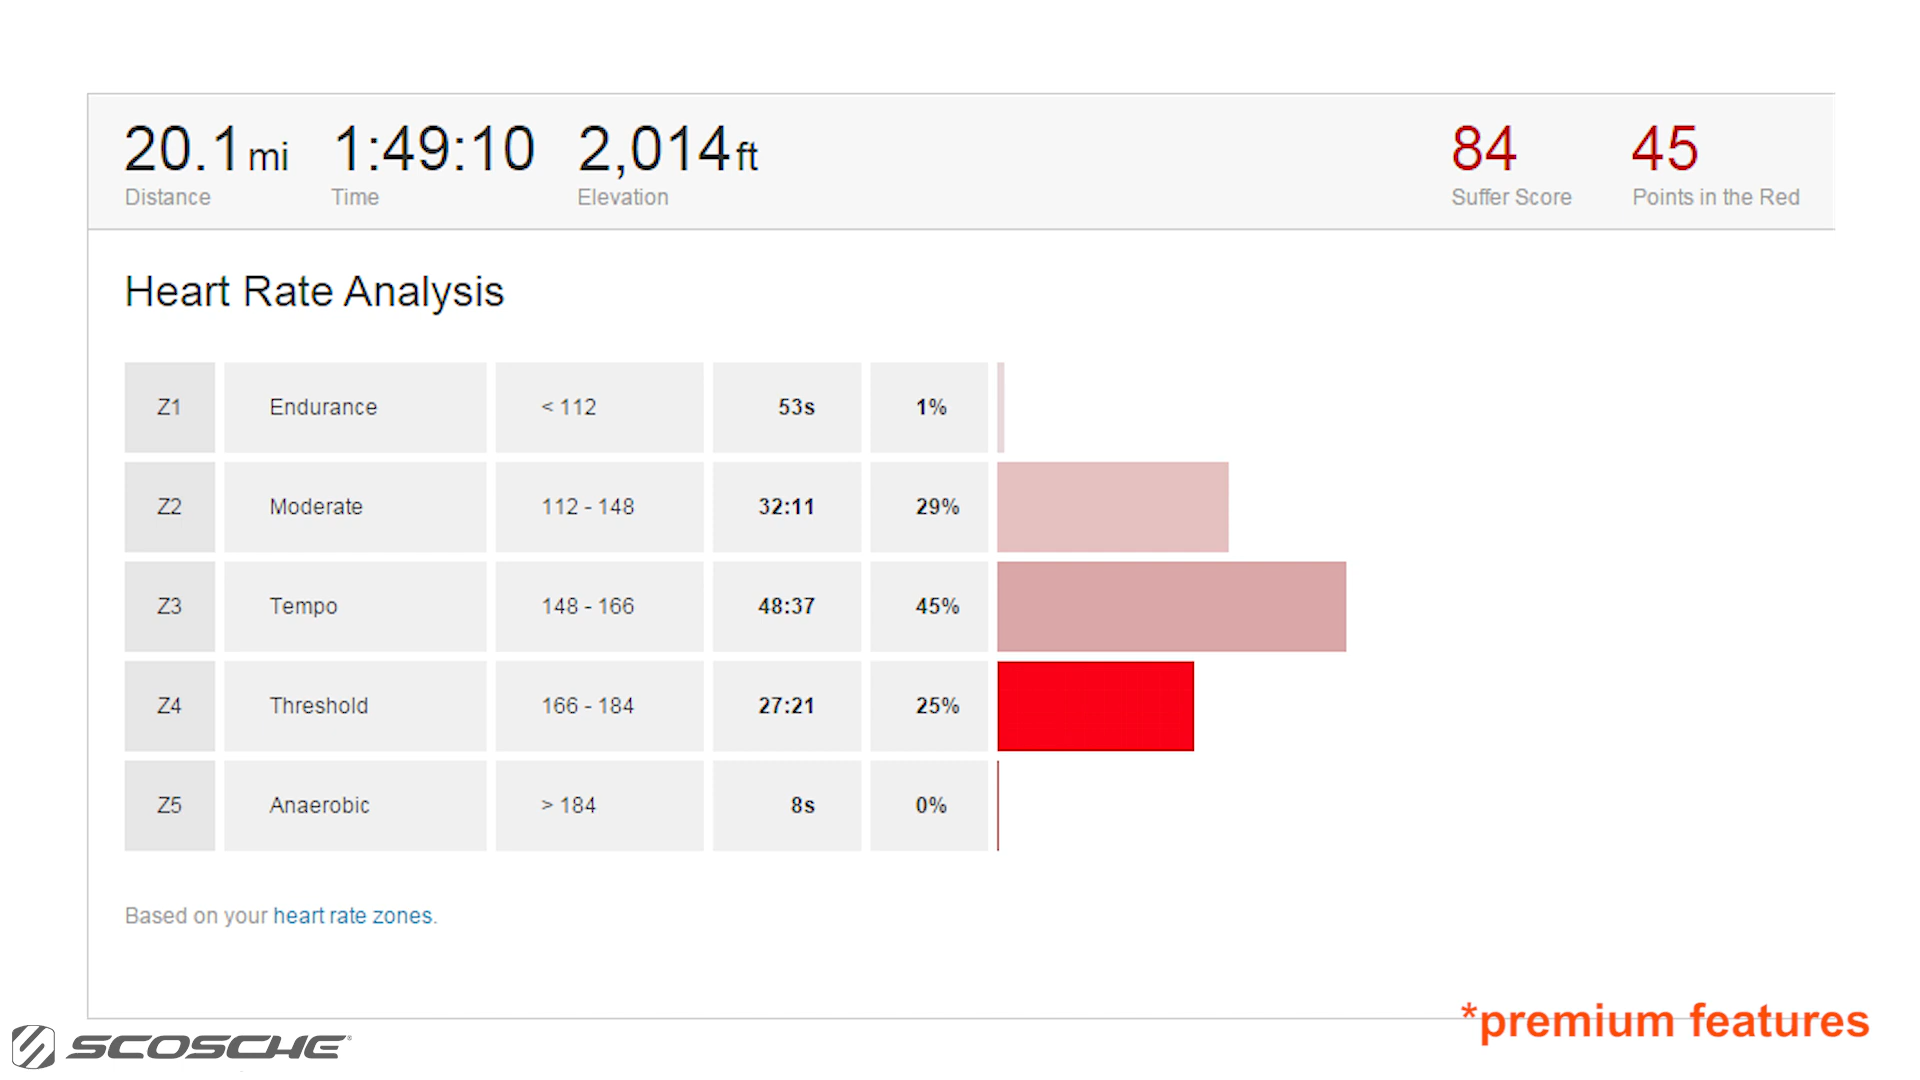 20.1 mi 1:49:10 2,014 ft 84 45
Distance Time Elevation Suffer Score Points in the Red
Heart Rate Analysis
Z1 Endurance < 112 53s 1%
Z2 Moderate 112 - 148 32:11 29%
Z3 Tempo 148 - 166 48:37 45%
Z4 Threshold 166 - 184 27:21 25%
Z5 Anaerobic > 184 8s 0%
Based on your heart rate zones.
*premium features
SCOSCHE®